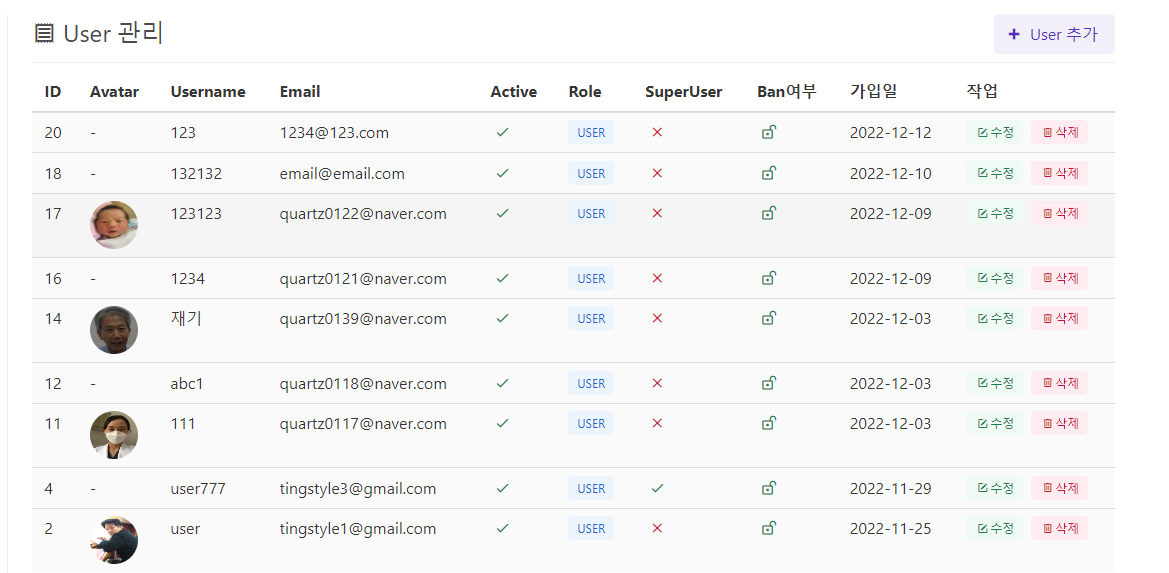 User 관리
User 추가
ID Avatar Username Email Active Role SuperUser Ban여부 가입일 작업
20 - 123 1234@123.com USER 2022-12-12 수정 삭제
18 - 132132 email@email.com USER 2022-12-10 수정 삭제
17 123123 quartz0122@naver.com USER 2022-12-09 수정 삭제
16 - 1234 quartz0121@naver.com USER 2022-12-09 수정 삭제
14 재기 quartz0139@naver.com USER 2022-12-03 수정 삭제
12 - abc1 quartz0118@naver.com USER 2022-12-03 수정 삭제
11 111 quartz0117@naver.com USER 2022-12-03 수정 삭제
4 - user777 tingstyle3@gmail.com USER 2022-11-29 수정 삭제
2 user tingstyle1@gmail.com USER 2022-11-25 수정 삭제